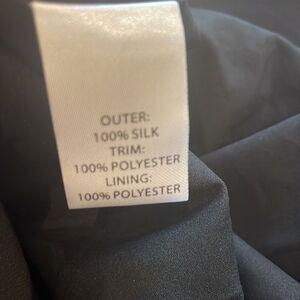 OUTER:
100% SILK
TRIM:
100% POLYESTER
LINING:
100% POLYESTER